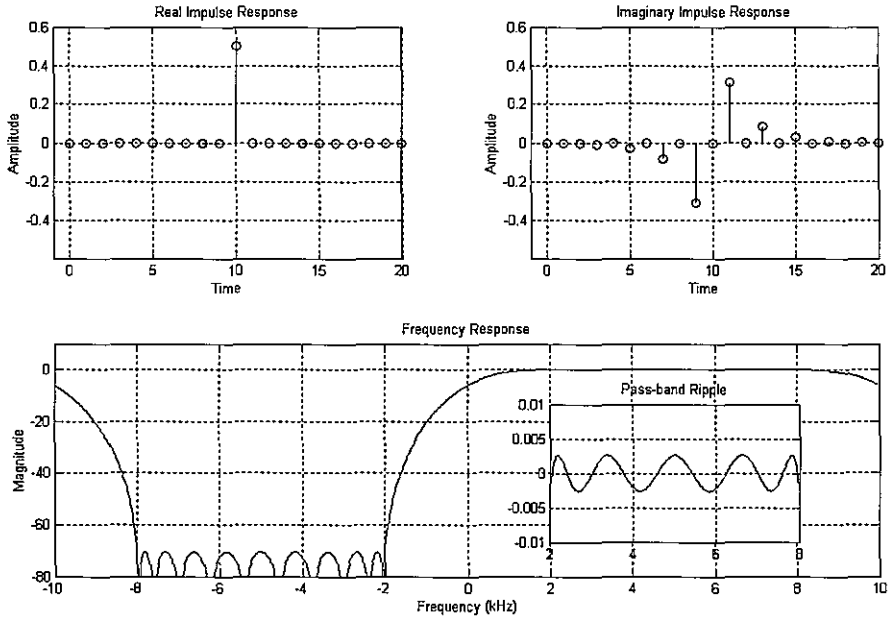 Real Impulse Response
0.6
0.4
0.2
0
-0.2
-0.4
Amplitude
0 5 10 15 20
Time
Imaginary Impulse Response
0.6
0.4
0.2
0
-0.2
-0.4
Amplitude
0 5 10 15 20
Time
Frequency Response
0
-20
-40
-60
-80
Magnitude
-10 -8 -6 -4 -2 0 2 4 6 8 10
Frequency (kHz)
Pass-band Ripple
0.01
0.005
0
-0.005
-0.01
2 4 6 8